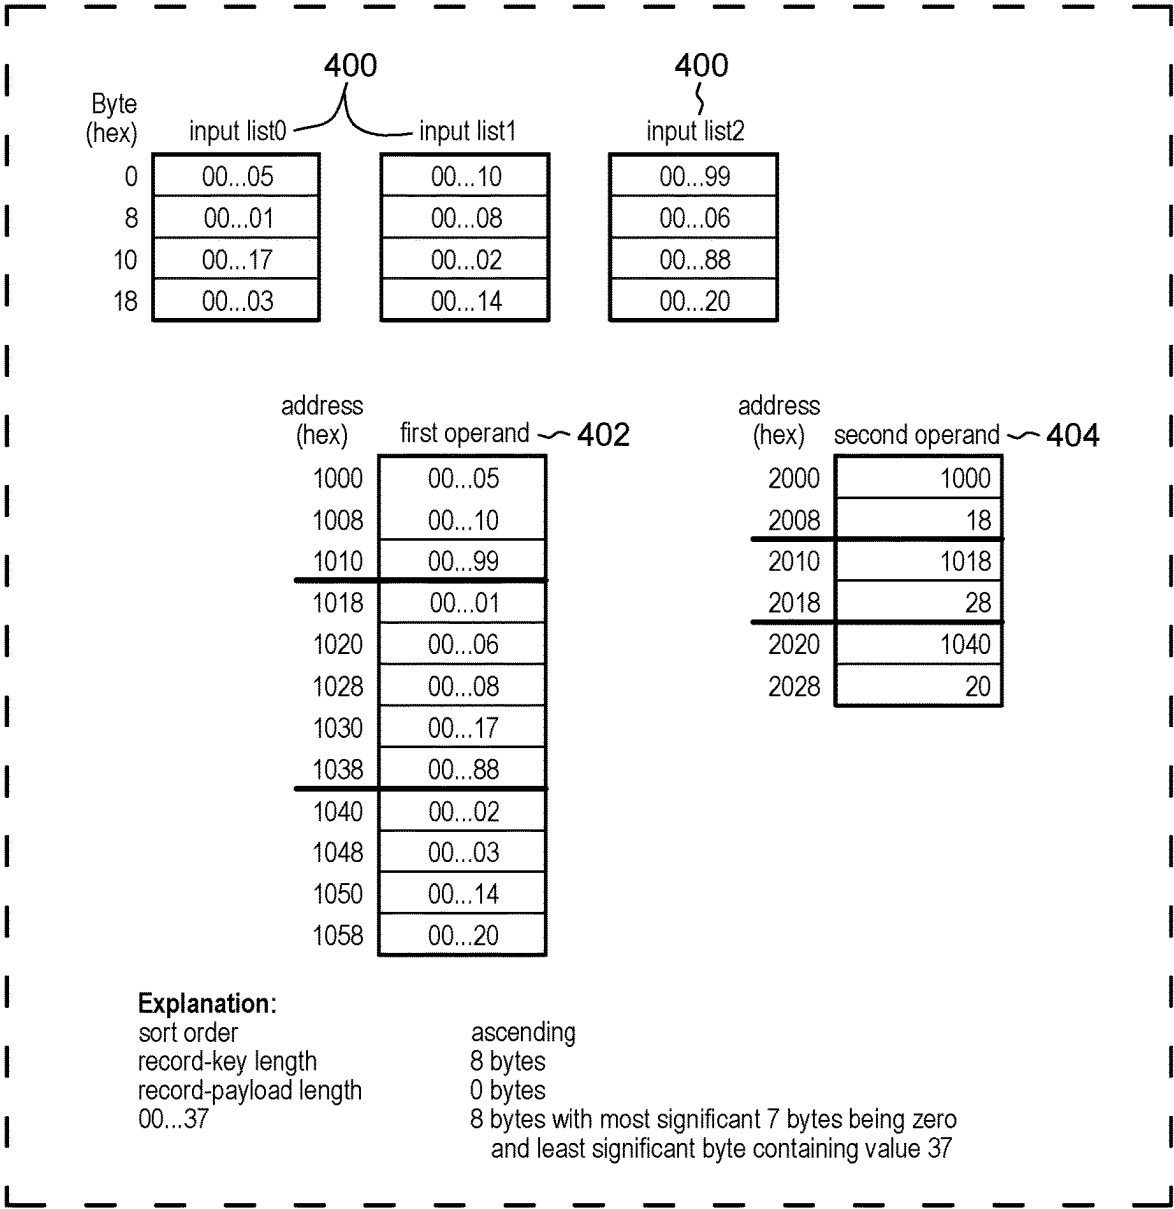 400 400
Byte
(hex) input list0 input list1 input list2
0 00...05 00...10 00...99
8 00...01 00...08 00...06
10 00...17 00...02 00...88
18 00...03 00...14 00...20
address address
(hex) first operand 402 (hex) second operand 404
1000 00...05 2000 1000
1008 00...10 2008 18
1010 00...99 2010 1018
1018 00...01 2018 28
1020 00...06 2020 1040
1028 00...08 2028 20
1030 00...17
1038 00...88
1040 00...02
1048 00...03
1050 00...14
1058 00...20
Explanation:
sort order ascending
record-key length 8 bytes
record-payload length 0 bytes
00...37 8 bytes with most significant 7 bytes being zero
and least significant byte containing value 37